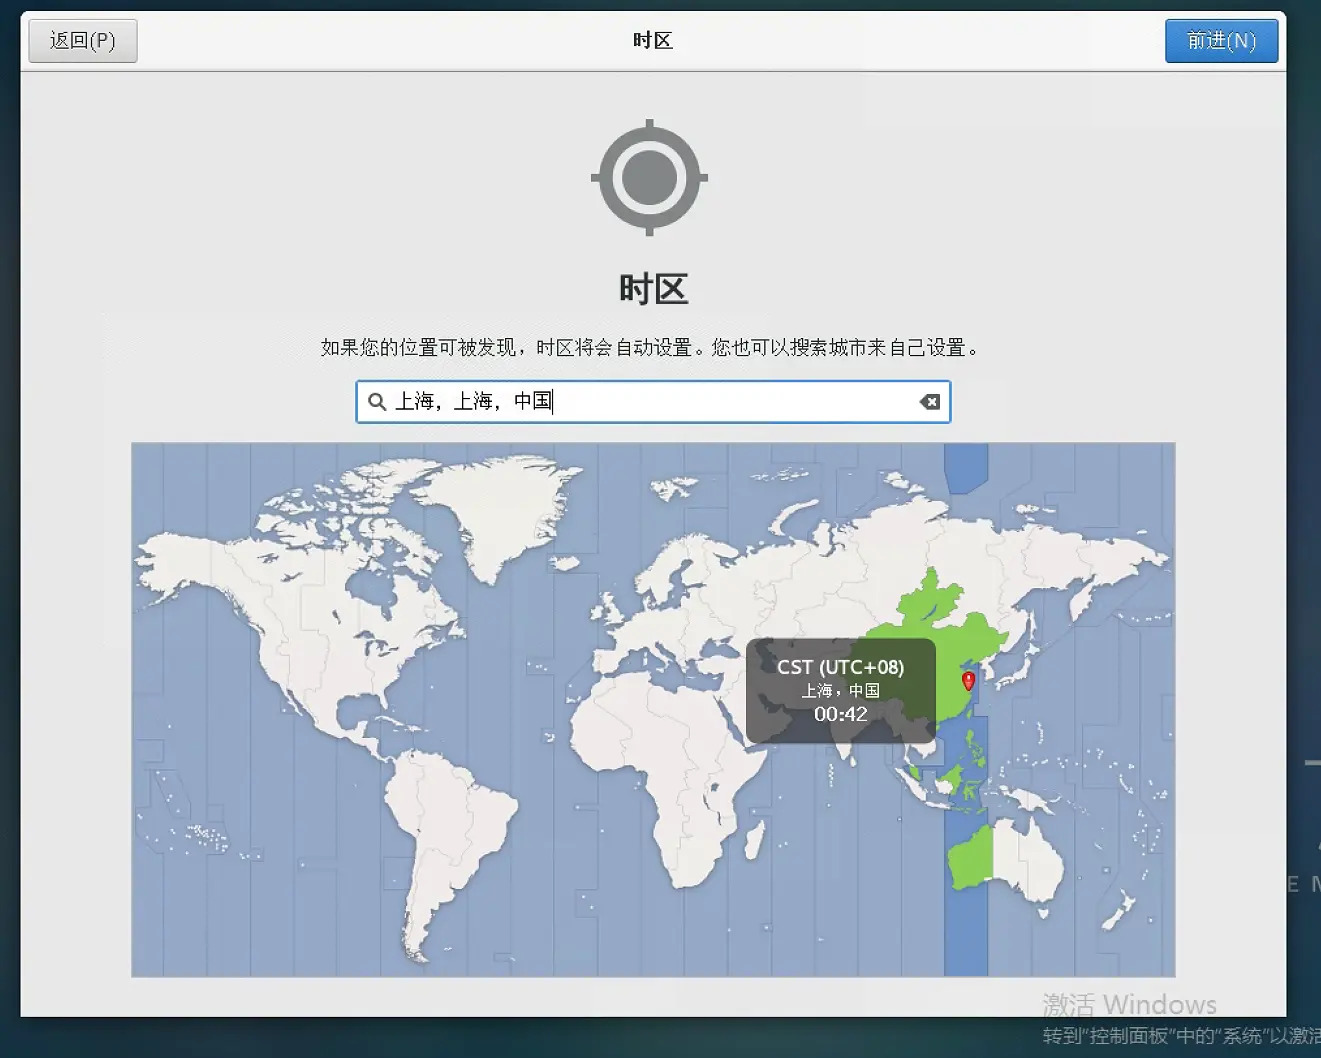 返回(P)
时区
前进(N)
时区
如果您的位置可被发现，时区将会自动设置。您也可以搜索城市来自己设置。
上海，上海，中国
CST (UTC+08)
上海，中国
00:42
E
激活 Windows
转到“控制面板”中的“系统”以激活